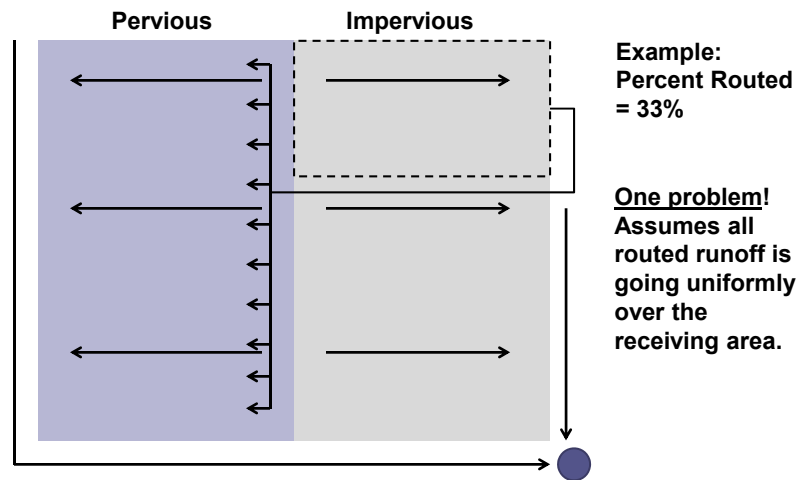 Pervious
Impervious
Example:
Percent Routed
= 33%
One problem!
Assumes all
routed runoff is
going uniformly
over the
receiving area.